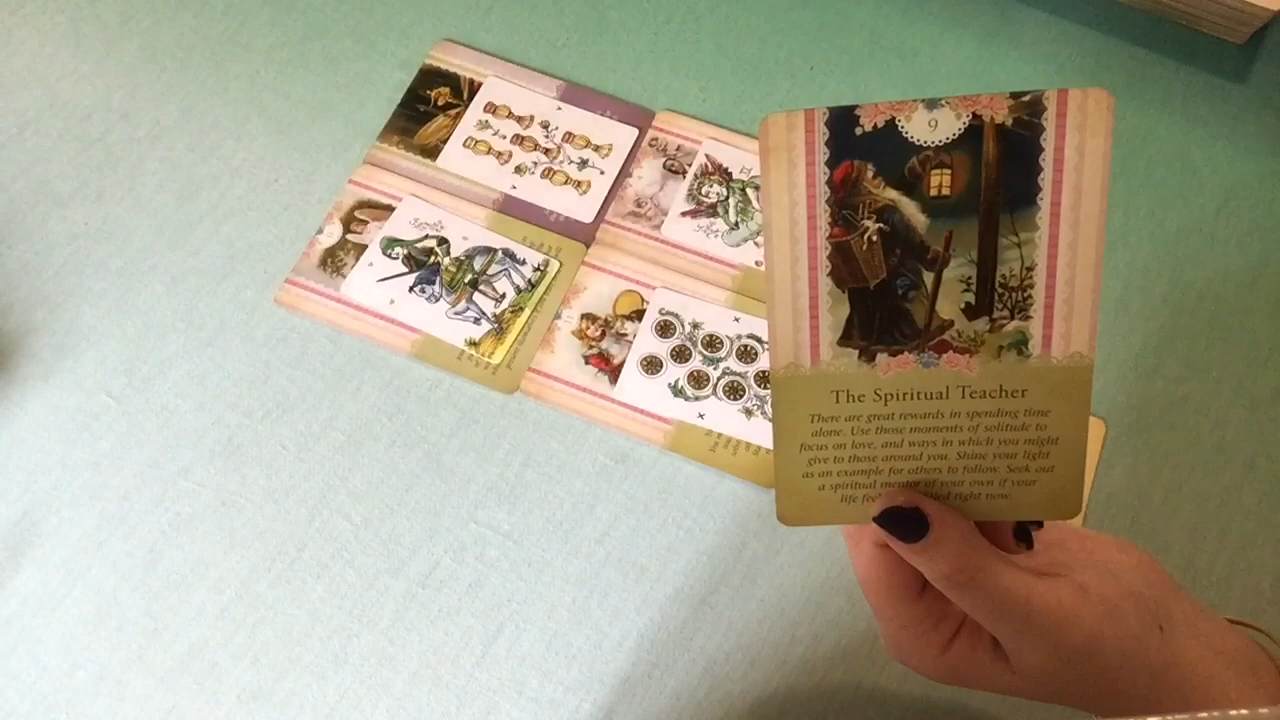 9
The Spiritual Teacher
There are great rewards in spending time
alone. Use those moments of solitude to
focus on love, and ways in which you might
give to those around you. Shine your light
as an example for others to follow. Seek out
a spiritual mentor of your own if your
life right now.